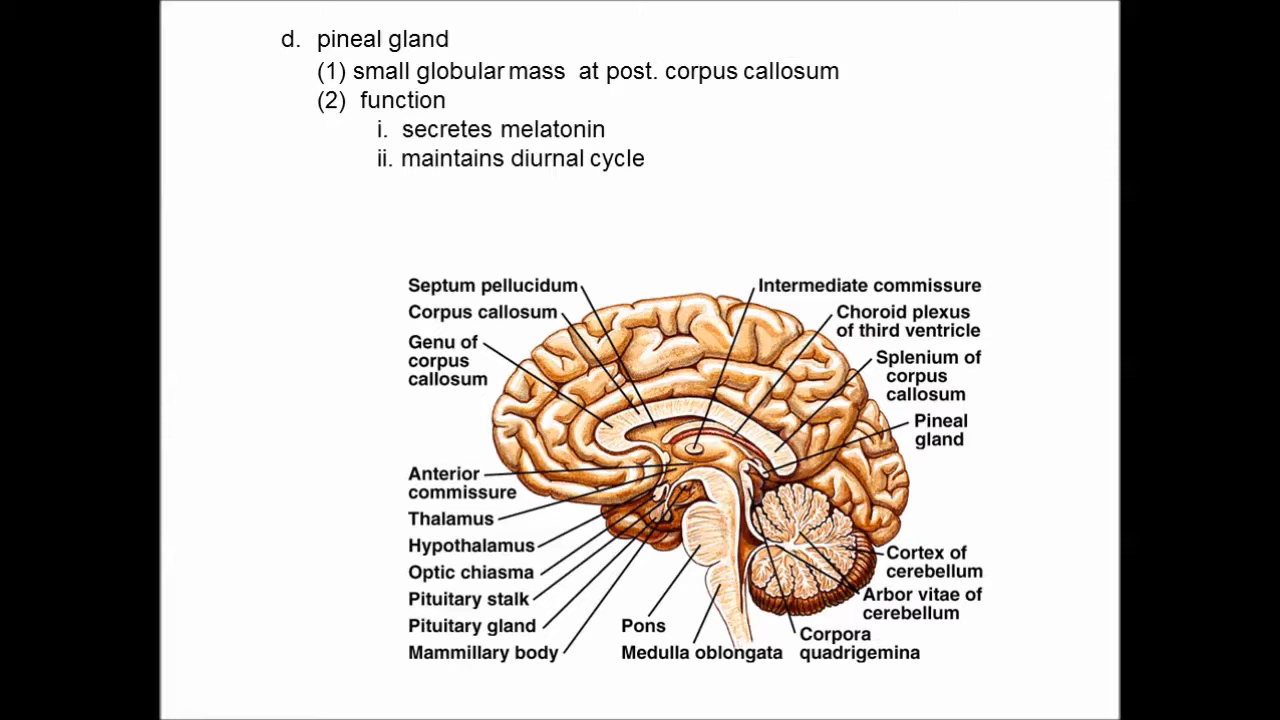 d. pineal gland
(1) small globular mass at post. corpus callosum
(2) function
i. secretes melatonin
ii. maintains diurnal cycle
Septum pellucidum
Corpus callosum
Genu of
corpus
callosum
Anterior
commissure
Thalamus
Hypothalamus
Optic chiasma
Pituitary stalk
Pituitary gland
Mammillary body
Pons
Medulla oblongata
Intermediate commissure
Choroid plexus
of third ventricle
Splenium of
corpus
callosum
Pineal
gland
Cortex of
cerebellum
Arbor vitae of
cerebellum
Corpora
quadrigemina